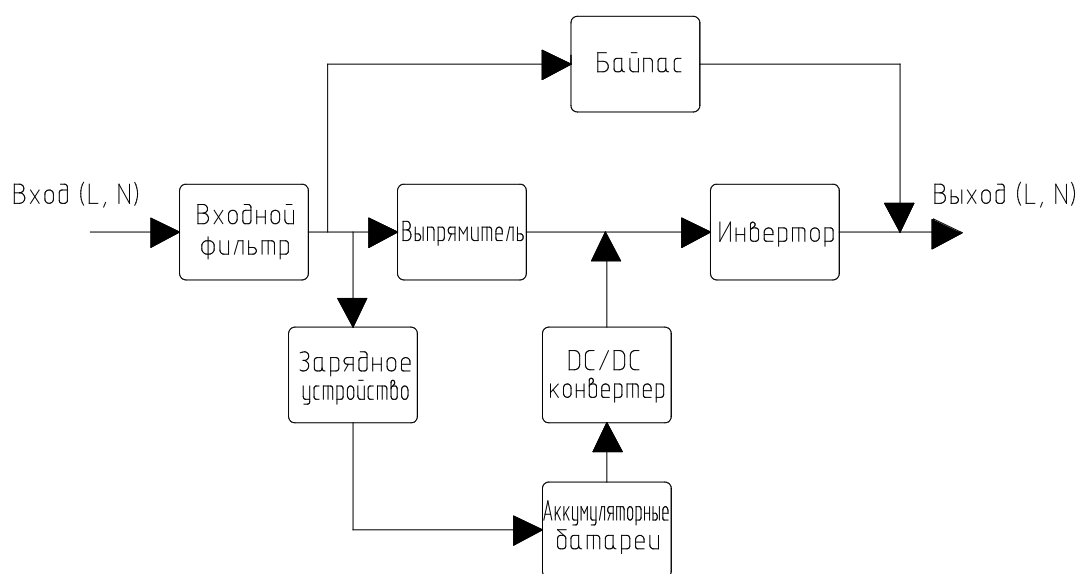 Байпас
Вход (L, N)
Входной
фильтр
Выпрямитель
Инвертор
Выход (L, N)
Зарядное
устройство
DC/DC
конвертер
Аккумуляторные
батареи